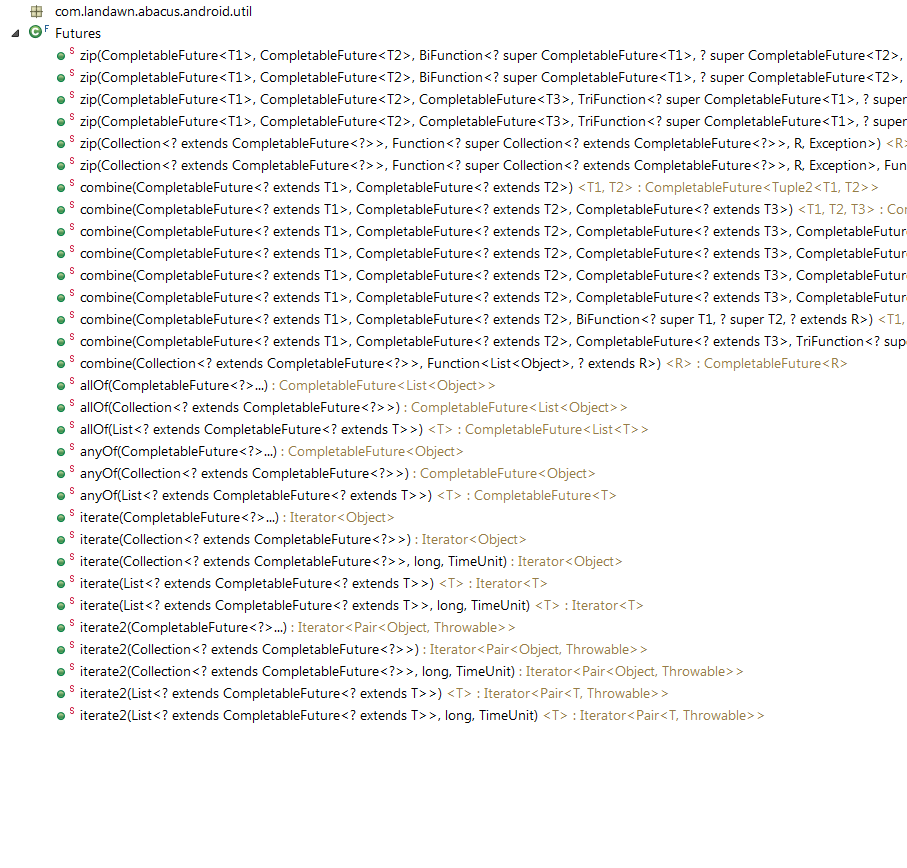 com.landawn.abacus.android.util
F Futures
S zip(CompletableFuture<T1>, CompletableFuture<T2>, BiFunction<? super CompletableFuture<T1>, ? super CompletableFuture<T2>,
S zip(CompletableFuture<T1>, CompletableFuture<T2>, BiFunction<? super CompletableFuture<T1>, ? super CompletableFuture<T2>,
S zip(CompletableFuture<T1>, CompletableFuture<T2>, CompletableFuture<T3>, TriFunction<? super CompletableFuture<T1>, ? super
S zip(CompletableFuture<T1>, CompletableFuture<T2>, CompletableFuture<T3>, TriFunction<? super CompletableFuture<T1>, ? super
S zip(Collection<? extends CompletableFuture<?>>, Function<? super Collection<? extends CompletableFuture<?>>, R, Exception>) <R>
S zip(Collection<? extends CompletableFuture<?>>, Function<? super Collection<? extends CompletableFuture<?>>, R, Exception>, Fun
S combine(CompletableFuture<? extends T1>, CompletableFuture<? extends T2>) <T1, T2> : CompletableFuture<Tuple2<T1, T2>>
S combine(CompletableFuture<? extends T1>, CompletableFuture<? extends T2>, CompletableFuture<? extends T3>) <T1, T2, T3> : Co
S combine(CompletableFuture<? extends T1>, CompletableFuture<? extends T2>, CompletableFuture<? extends T3>, CompletableFutur
S combine(CompletableFuture<? extends T1>, CompletableFuture<? extends T2>, CompletableFuture<? extends T3>, CompletableFutur
S combine(CompletableFuture<? extends T1>, CompletableFuture<? extends T2>, CompletableFuture<? extends T3>, CompletableFutur
S combine(CompletableFuture<? extends T1>, CompletableFuture<? extends T2>, CompletableFuture<? extends T3>, CompletableFutur
S combine(CompletableFuture<? extends T1>, CompletableFuture<? extends T2>, BiFunction<? super T1, ? super T2, ? extends R>) <T1,
S combine(CompletableFuture<? extends T1>, CompletableFuture<? extends T2>, CompletableFuture<? extends T3>, TriFunction<? sup
S combine(Collection<? extends CompletableFuture<?>>, Function<List<Object>, ? extends R>) <R> : CompletableFuture<R>
S allOf(CompletableFuture<?>...) : CompletableFuture<List<Object>>
S allOf(Collection<? extends CompletableFuture<?>>) : CompletableFuture<List<Object>>
S allOf(List<? extends CompletableFuture<? extends T>>) <T> : CompletableFuture<List<T>>
S anyOf(CompletableFuture<?>...) : CompletableFuture<Object>
S anyOf(Collection<? extends CompletableFuture<?>>) : CompletableFuture<Object>
S anyOf(List<? extends CompletableFuture<? extends T>>) <T> : CompletableFuture<T>
S iterate(CompletableFuture<?>...) : Iterator<Object>
S iterate(Collection<? extends CompletableFuture<?>>) : Iterator<Object>
S iterate(Collection<? extends CompletableFuture<?>>, long, TimeUnit) : Iterator<Object>
S iterate(List<? extends CompletableFuture<? extends T>>) <T> : Iterator<T>
S iterate(List<? extends CompletableFuture<? extends T>>, long, TimeUnit) <T> : Iterator<T>
S iterate2(CompletableFuture<?>...) : Iterator<Pair<Object, Throwable>>
S iterate2(Collection<? extends CompletableFuture<?>>) : Iterator<Pair<Object, Throwable>>
S iterate2(Collection<? extends CompletableFuture<?>>, long, TimeUnit) : Iterator<Pair<Object, Throwable>>
S iterate2(List<? extends CompletableFuture<? extends T>>) <T> : Iterator<Pair<T, Throwable>>
S iterate2(List<? extends CompletableFuture<? extends T>>, long, TimeUnit) <T> : Iterator<Pair<T, Throwable>>